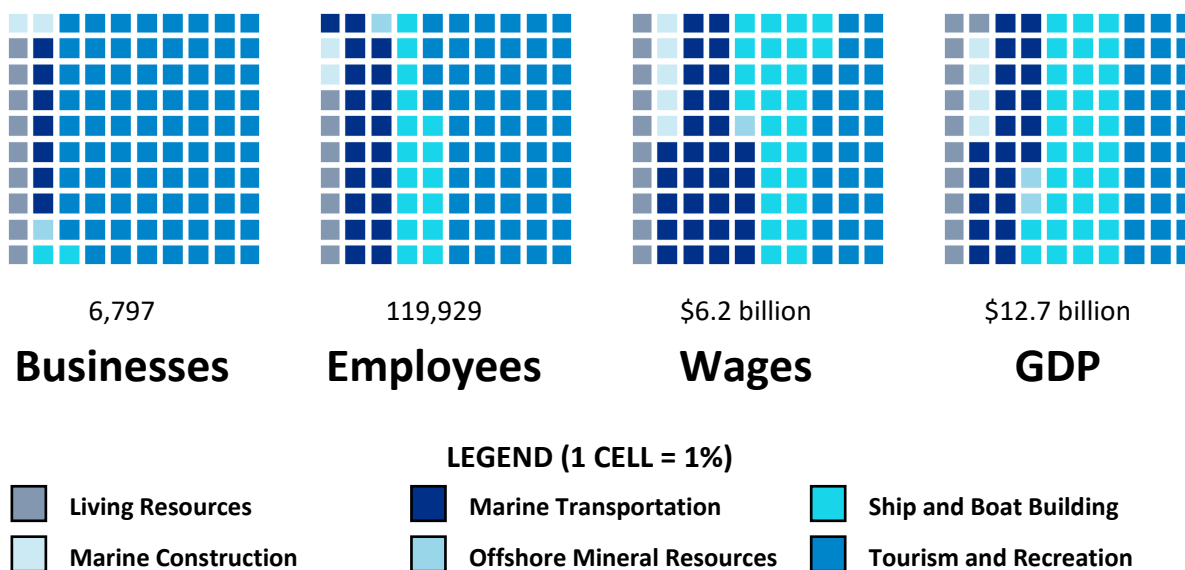 6,797 119,929 $6.2 billion $12.7 billion
Businesses Employees Wages GDP
LEGEND (1 CELL = 1%)
Living Resources Marine Transportation Ship and Boat Building
Marine Construction Offshore Mineral Resources Tourism and Recreation